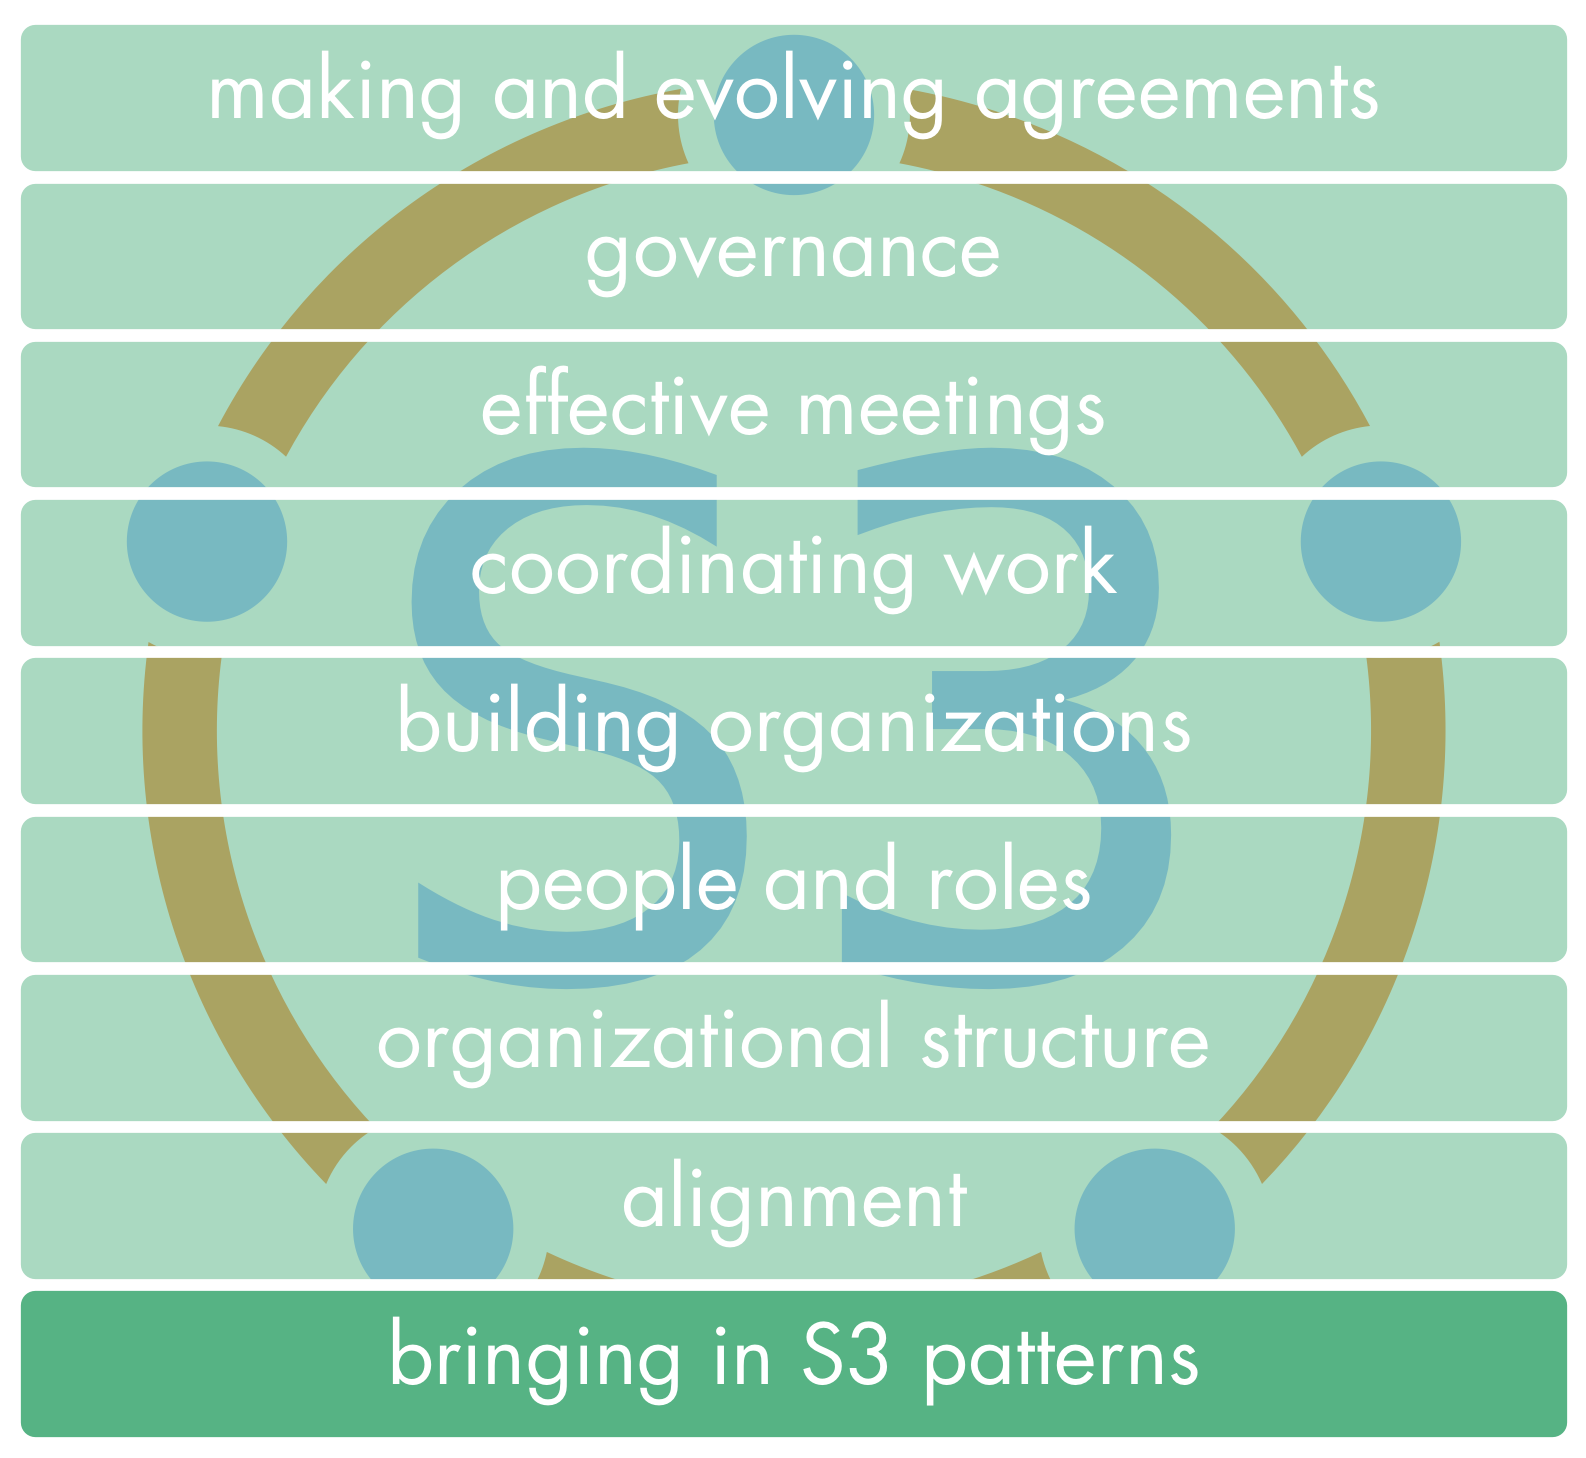 making and evolving agreements
governance
effective meetings
S3
coordinating work
building organizations
people and roles
organizational structure
alignment
bringing in S3 patterns